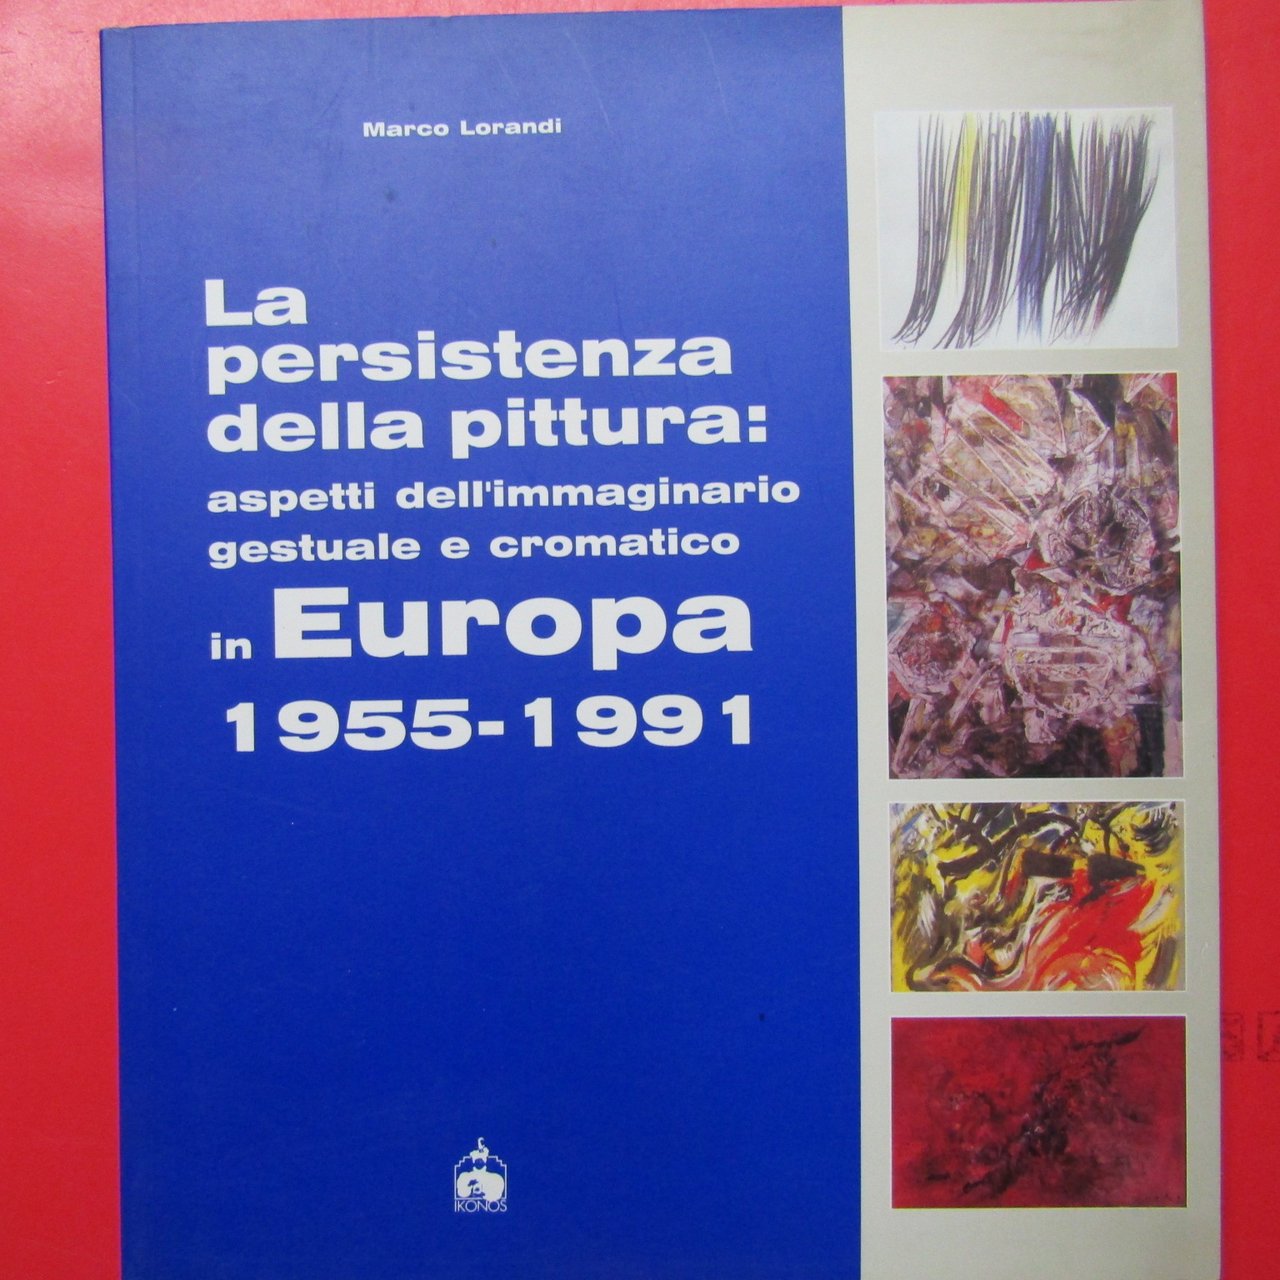 Marco Lorandi
La
persistenza
della pittura:
aspetti dell'immaginario
gestuale e cromatico
in Europa
1955-1991
IKONOS